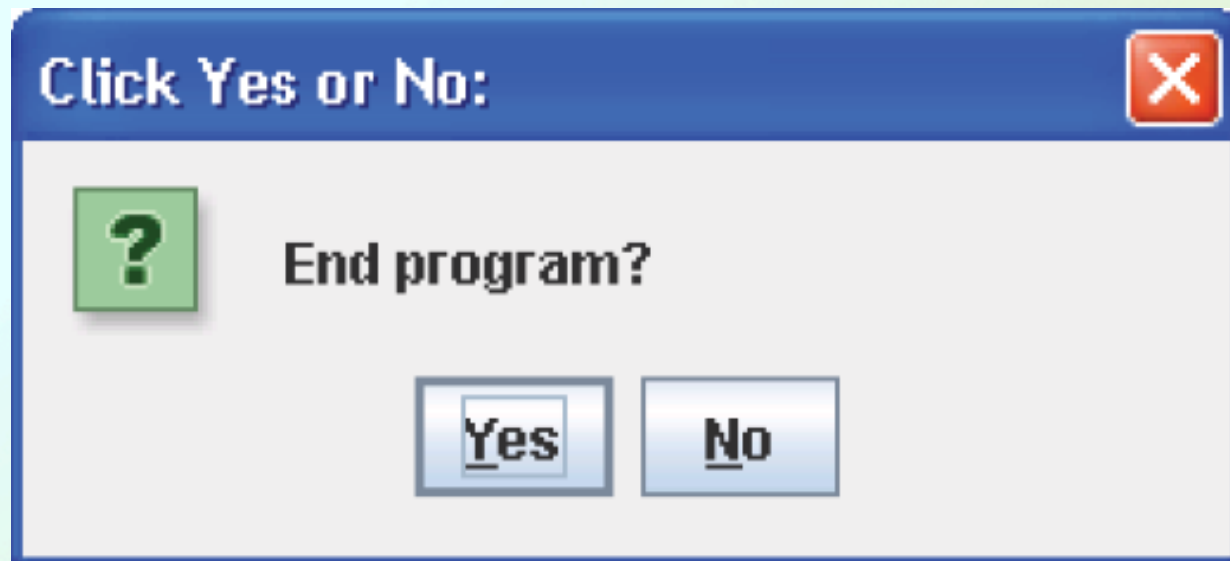 Click Yes or No:
?
End program?
Yes No